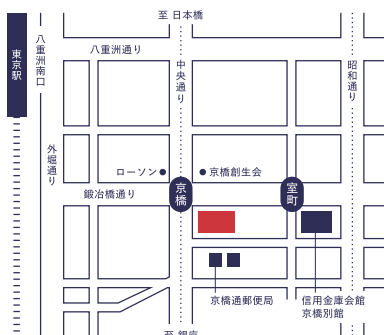 至 日本橋
東京駅
八重洲南口
八重洲通り
中央通り
昭和通り
外堀通り
ローソン
京橋創生会
鍛冶橋通り
京橋
室町
京橋通郵便局
信用金庫会館
京橋別館
至 銀座